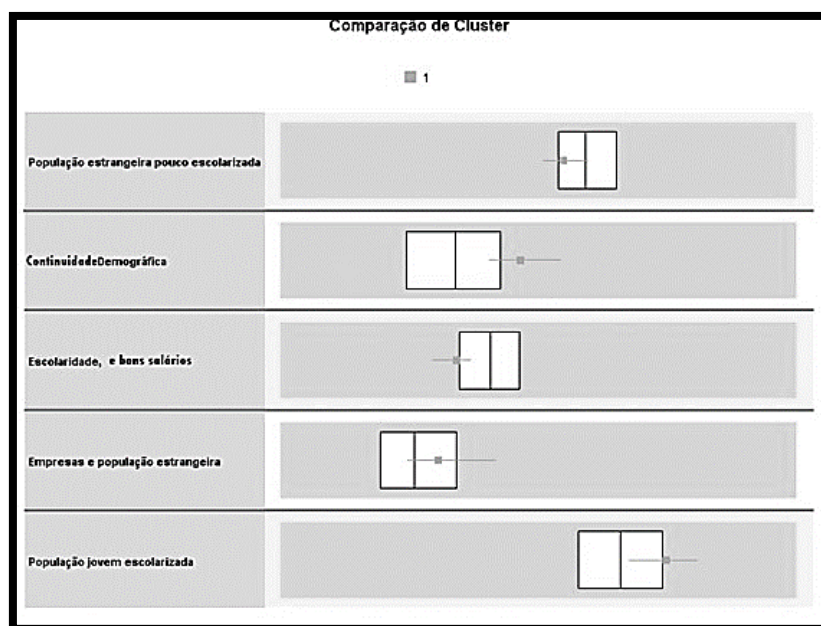 Comparação de Cluster
1
População estrangeira pouco escolarizada
ContinuidadeDemográfica
Escolaridade, e bons salários
Empresas e população estrangeira
População jovem escolarizada